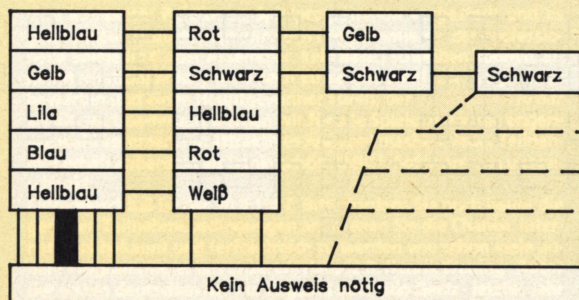 Hellblau Rot Gelb
Gelb Schwarz Schwarz Schwarz
Lila Hellblau
Blau Rot
Hellblau Weiß
Kein Ausweis nötig